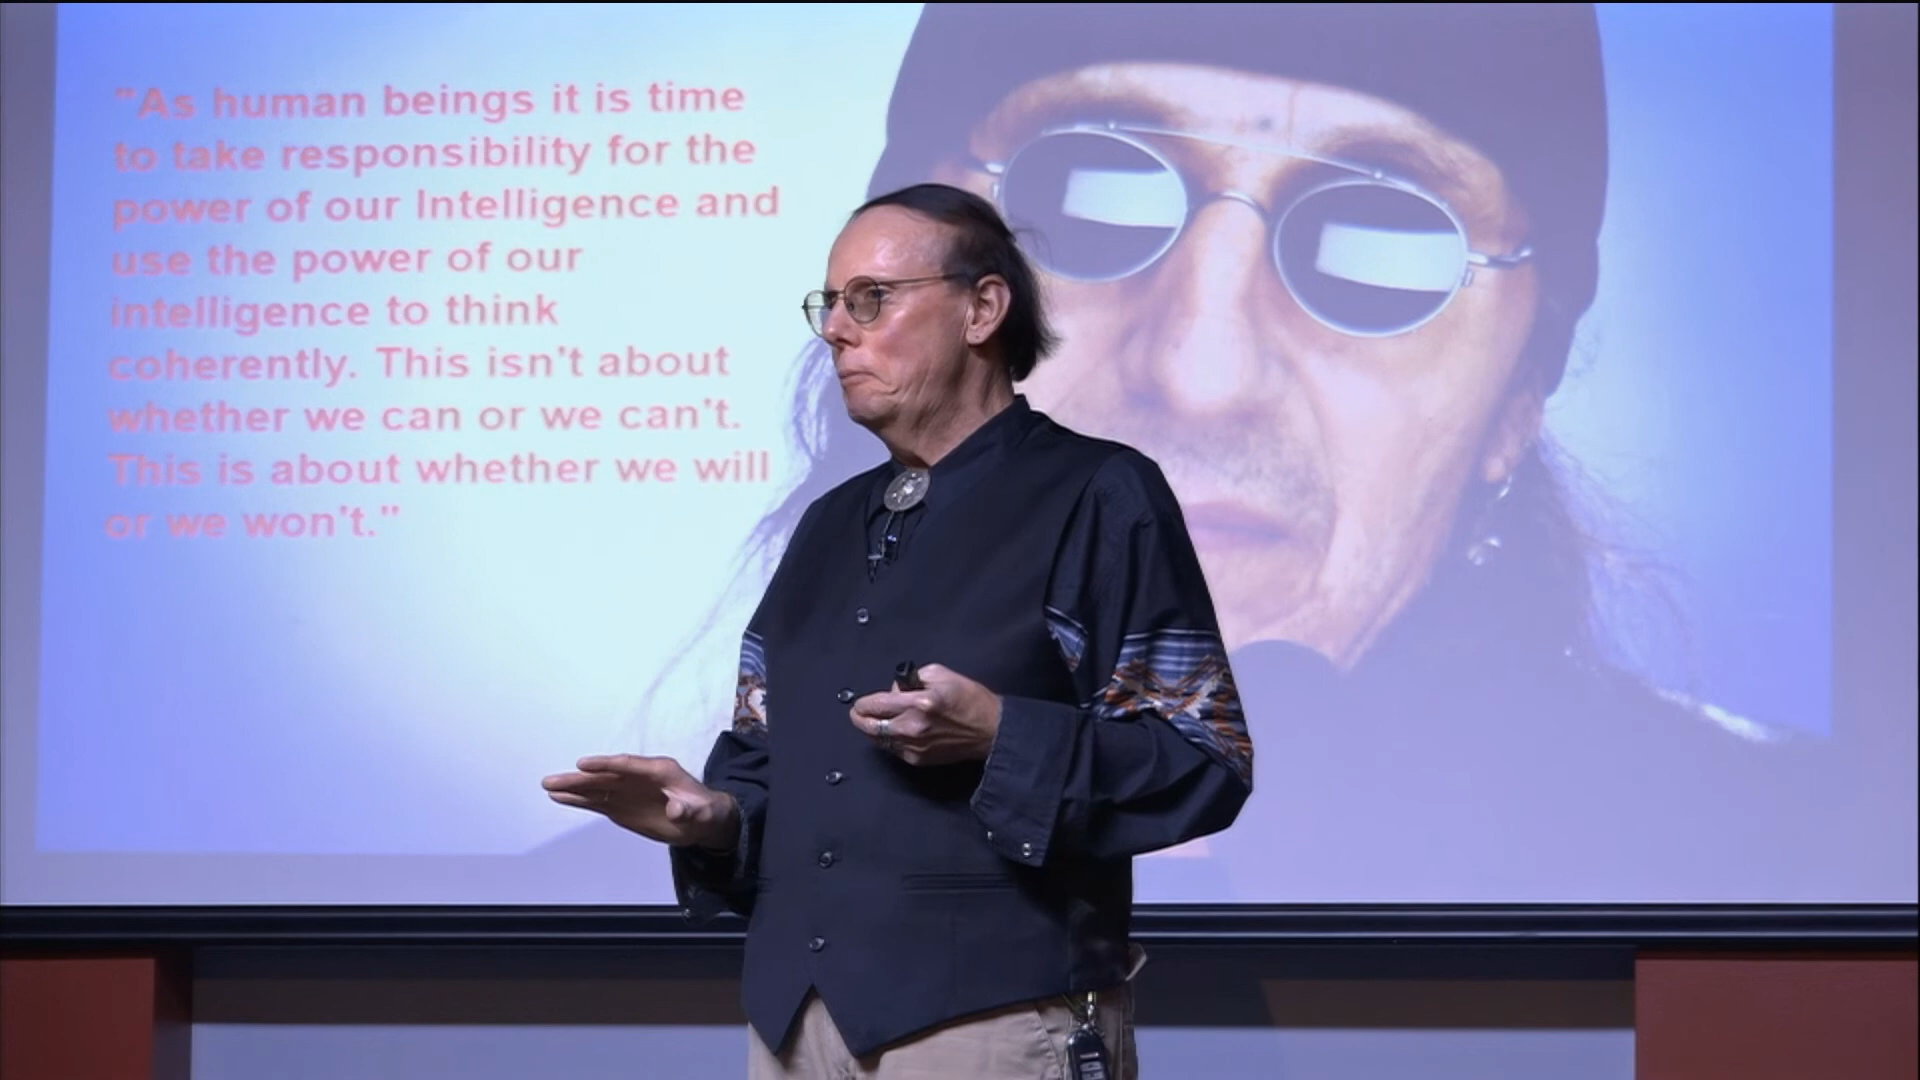 "As human beings it is time
to take responsibility for the
power of our Intelligence and
use the power of our
intelligence to think
coherently. This isn't about
whether we can or we can't.
This is about whether we will
or we won't."